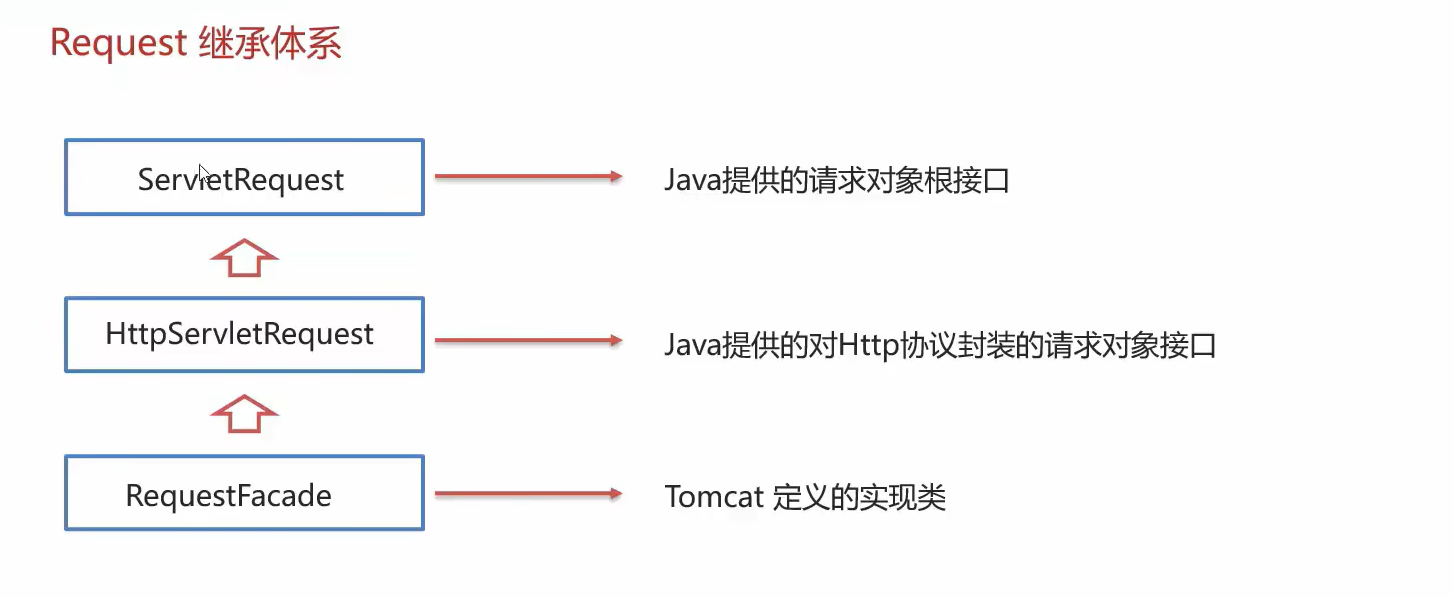 Request 继承体系
ServletRequest
Java提供的请求对象根接口
HttpServletRequest
Java提供的对Http协议封装的请求对象接口
RequestFacade
Tomcat 定义的实现类